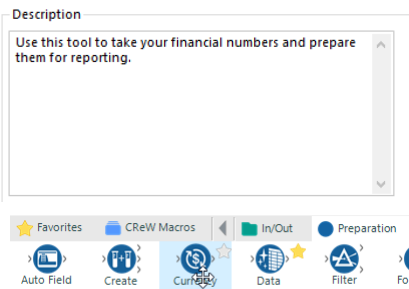 Description
Use this tool to take your financial numbers and prepare
them for reporting.
Favorites CReW Macros In/Out Preparation
Auto Field Create Data Filter